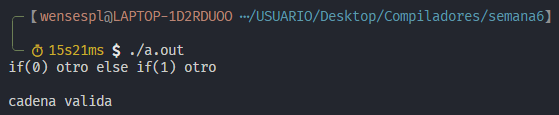 [wensespl@LAPTOP-1D2RDUOO ⋯/USUARIO/Desktop/Compiladores/semana6]
15s21ms $ ./a.out
if(0) otro else if(1) otro
cadena valida